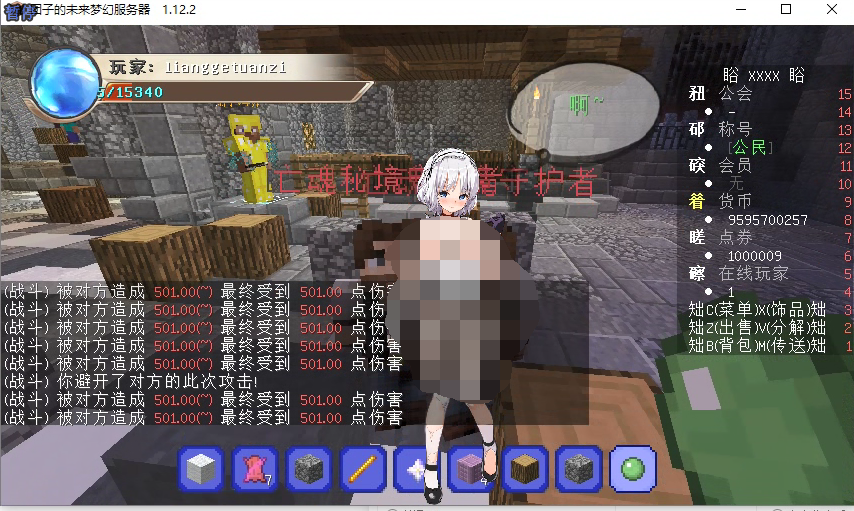 子的未来梦幻服务器 1.12.2
暂停
玩家: lianggetuanzi
5/15340
啊~
亡魂秘境
守护者
㕡 xxxx 㕡
公会 15
- 14
称号 13
[公民] 12
会员 11
无 10
着 货币 9
9595700257 8
点券 7
1000009 6
在线玩家 5
1 4
C(菜单)X(饰品) 3
Z(出售)V(分解) 2
B(背包)M(传送) 1
(战斗) 被对方造成 501.00(~) 最终受到 501.00 点伤害
(战斗) 被对方造成 501.00(~) 最终受到 501.00 点伤害
(战斗) 被对方造成 501.00(~) 最终受到 501.00 点伤害
(战斗) 被对方造成 501.00(~) 最终受到 501.00 点伤害
(战斗) 被对方造成 501.00(~) 最终受到 501.00 点伤害
(战斗) 你避开了对方的此次攻击!
(战斗) 被对方造成 501.00(~) 最终受到 501.00 点伤害
(战斗) 被对方造成 501.00(~) 最终受到 501.00 点伤害
7
4